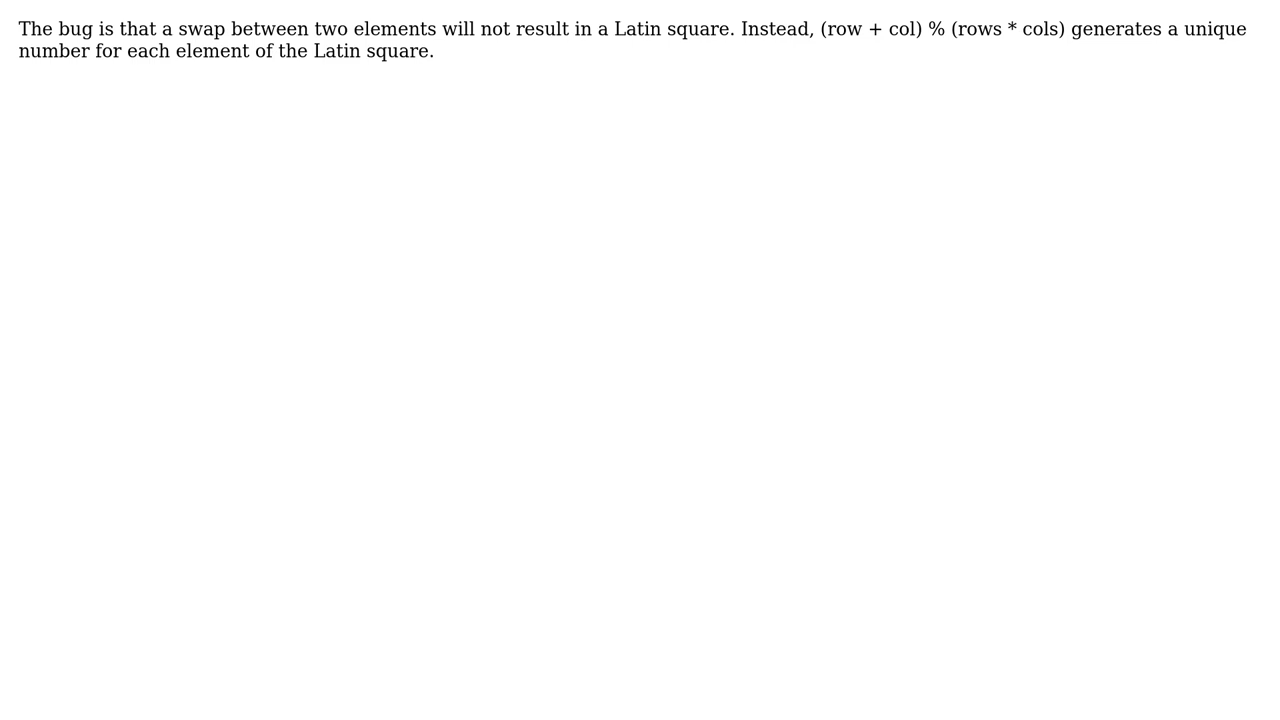 The bug is that a swap between two elements will not result in a Latin square. Instead, (row + col) % (rows * cols) generates a unique
number for each element of the Latin square.